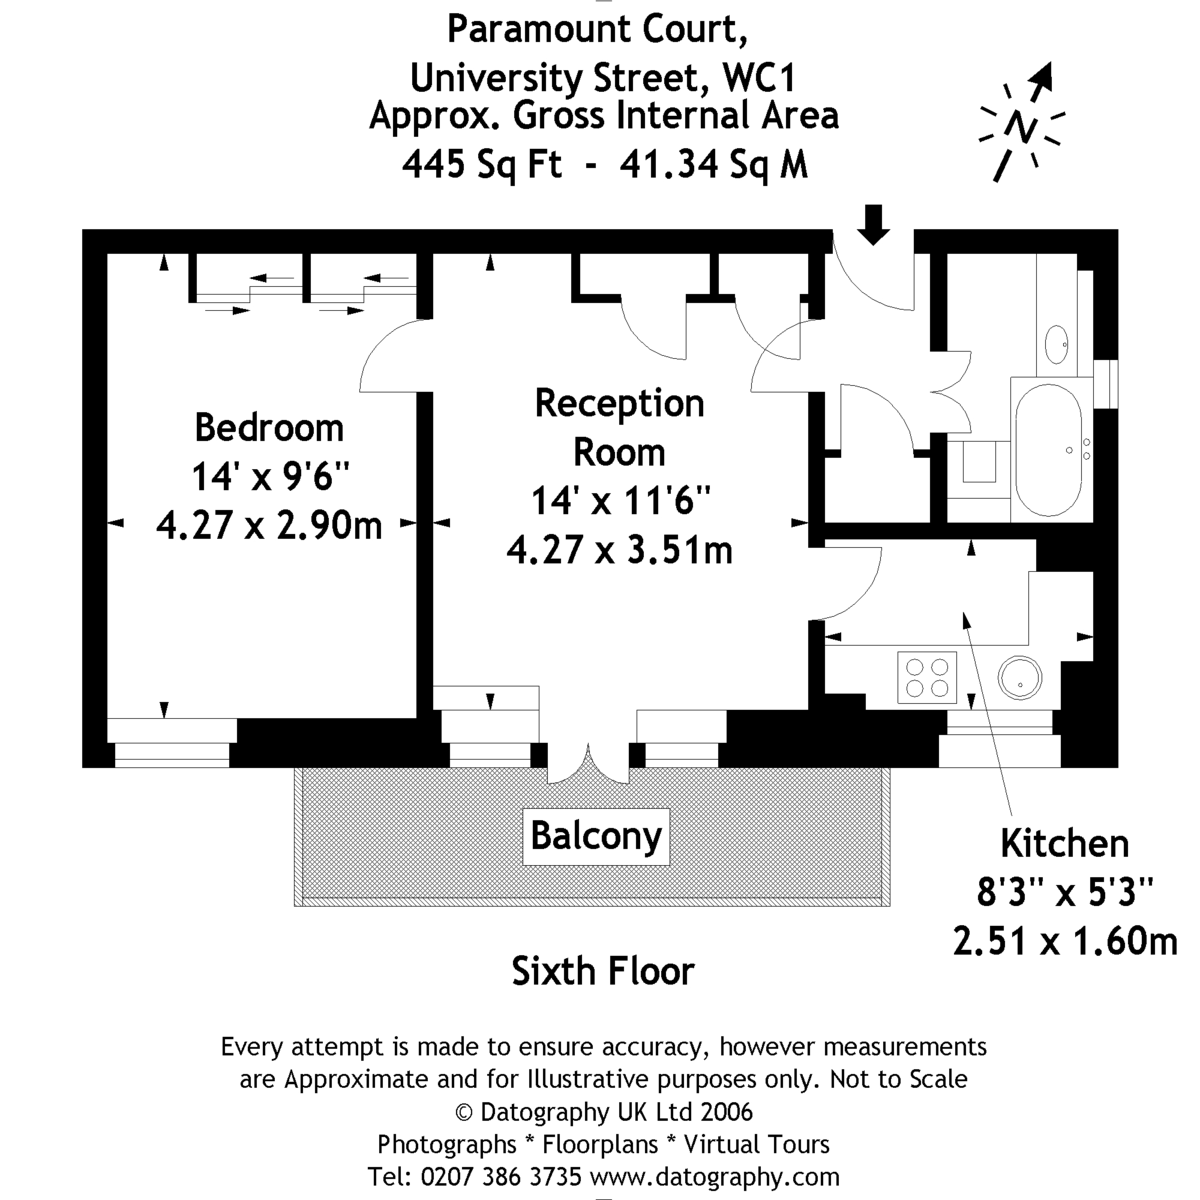 Paramount Court,
University Street, WC1
Approx. Gross Internal Area
445 Sq Ft - 41.34 Sq M
N
Bedroom
14' x 9'6"
4.27 x 2.90m
Reception
Room
14' x 11'6"
4.27 x 3.51m
Balcony
Kitchen
8'3" x 5'3"
2.51 x 1.60m
Sixth Floor
Every attempt is made to ensure accuracy, however measurements
are Approximate and for Illustrative purposes only. Not to Scale
© Datography UK Ltd 2006
Photographs * Floorplans * Virtual Tours
Tel: 0207 386 3735 www.datography.com